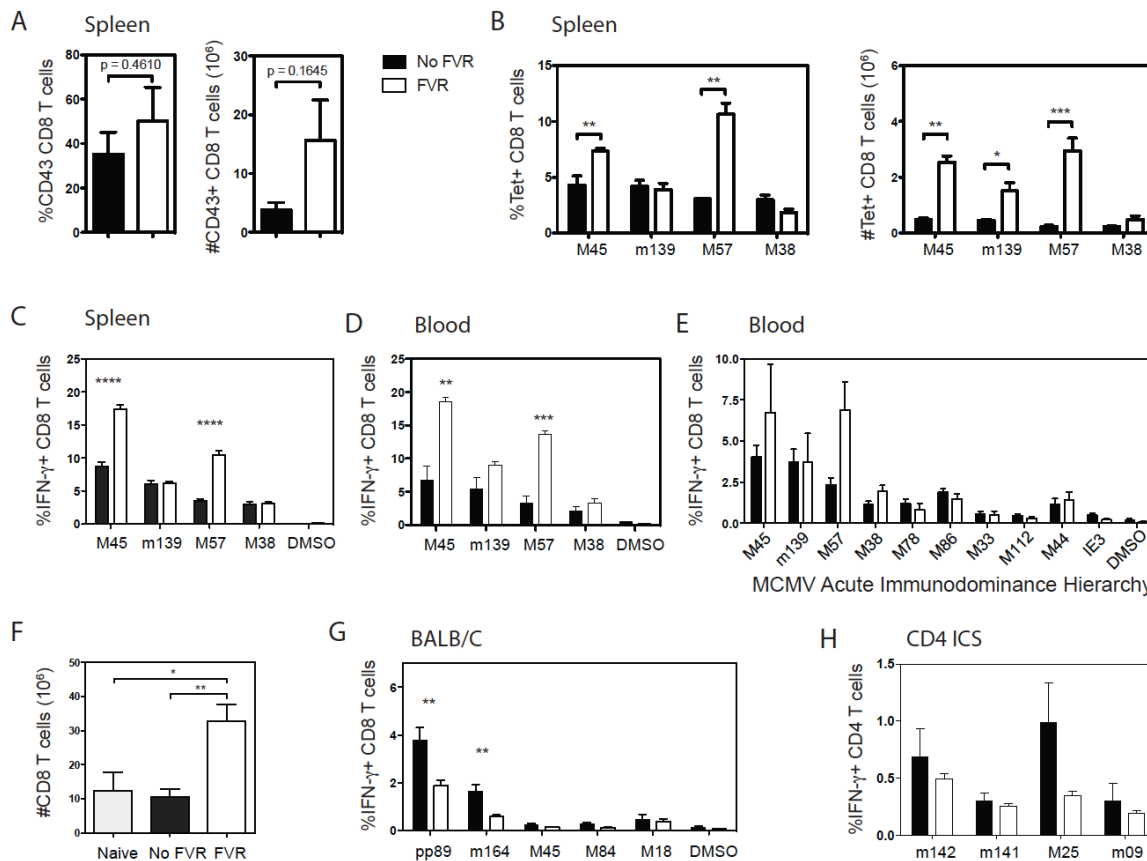 A Spleen
%CD43 CD8 T cells
80
60
40
20
0
p = 0.4610
#CD43+ CD8 T cells (10⁶)
30
20
10
0
p = 0.1645
No FVR
FVR
B Spleen
%Tet+ CD8 T cells
15
10
5
0
**
**
M45 m139 M57 M38
#Tet+ CD8 T cells (10⁶)
6
4
2
0
**
*
***
M45 m139 M57 M38
C Spleen
%IFN-γ+ CD8 T cells
25
20
15
10
5
0
****
****
M45 m139 M57 M38 DMSO
D Blood
%IFN-γ+ CD8 T cells
25
20
15
10
5
0
**
***
M45 m139 M57 M38 DMSO
E Blood
%IFN-γ+ CD8 T cells
10.0
7.5
5.0
2.5
0.0
M45 m139 M57 M38 M78 M86 M33 M112 M44 IE3 DMSO
MCMV Acute Immunodominance Hierarchy
F
#CD8 T cells (10⁶)
50
40
30
20
10
0
*
**
Naive No FVR FVR
G BALB/C
%IFN-γ+ CD8 T cells
6
4
2
0
**
**
pp89 m164 M45 M84 M18 DMSO
H CD4 ICS
%IFN-γ+ CD4 T cells
1.5
1.0
0.5
0.0
m142 m141 M25 m09